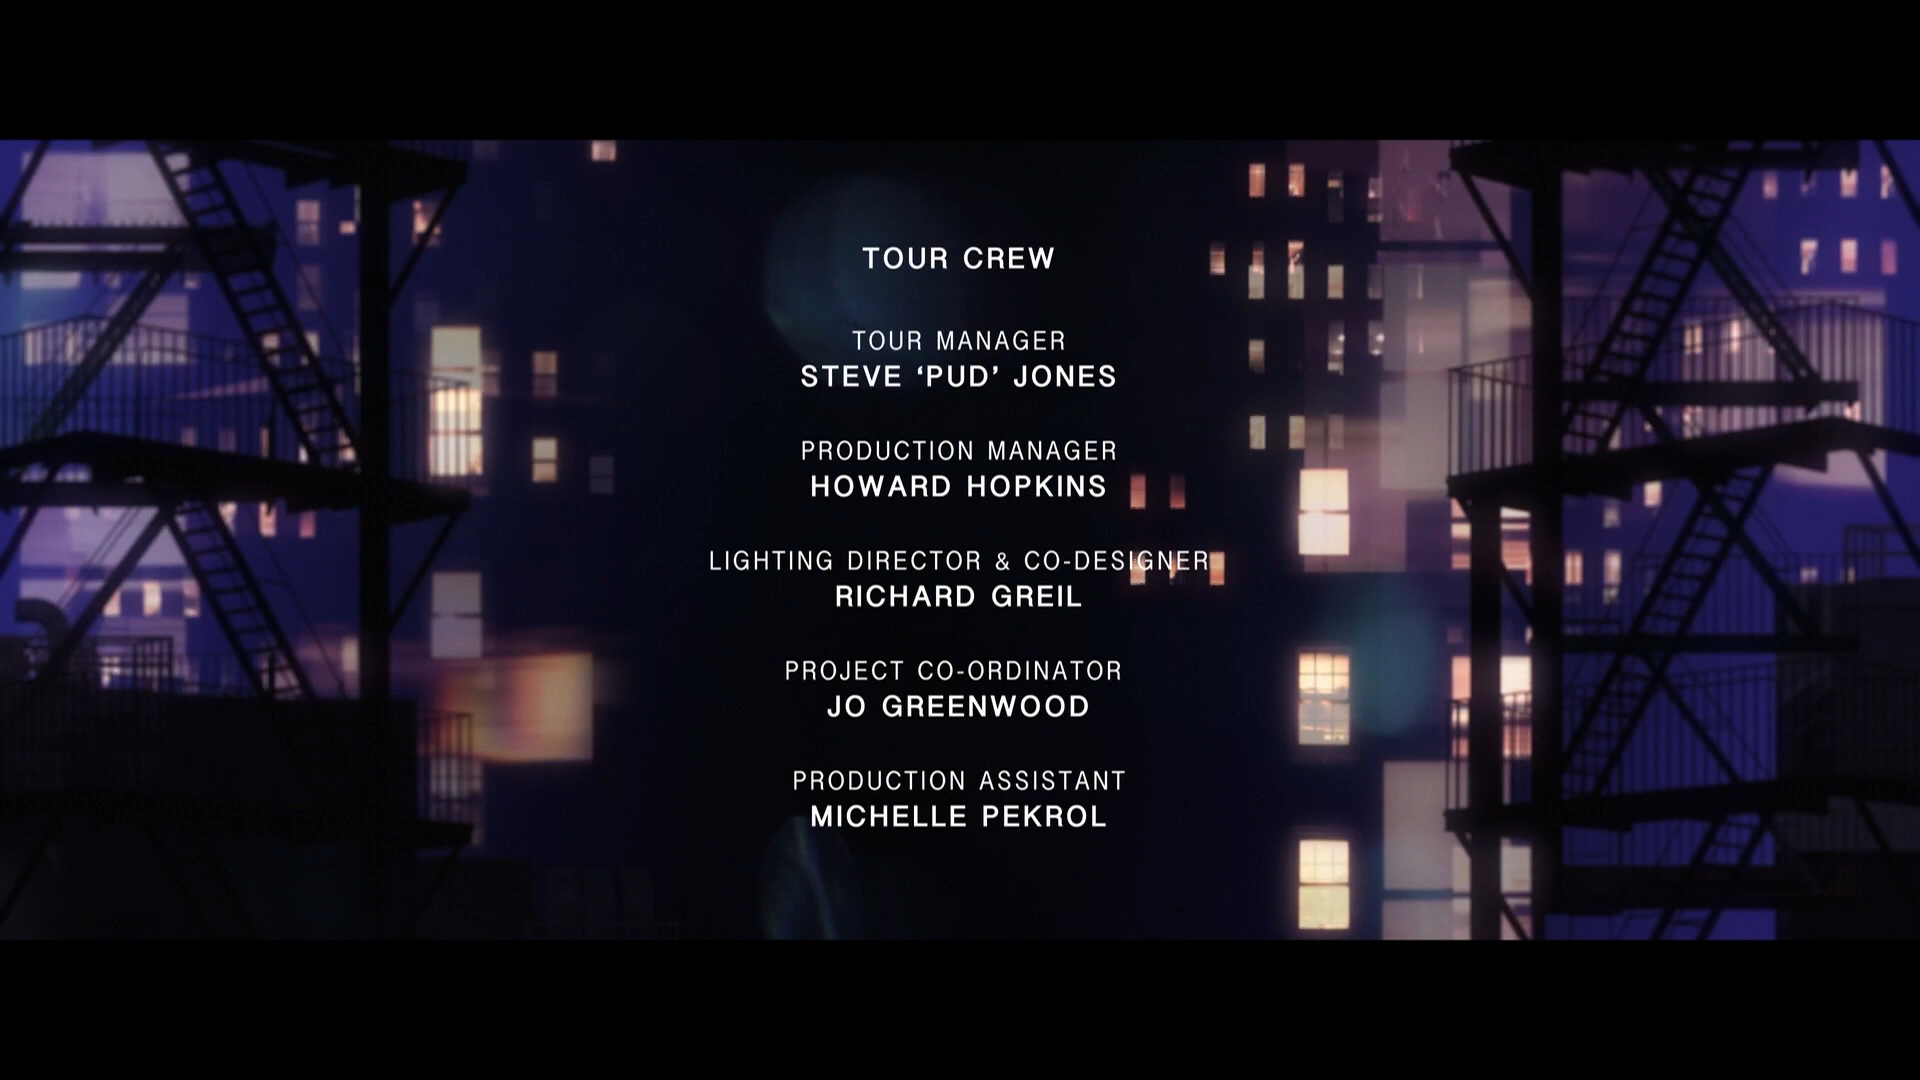 TOUR CREW
TOUR MANAGER
STEVE ‘PUD’ JONES
PRODUCTION MANAGER
HOWARD HOPKINS
LIGHTING DIRECTOR & CO-DESIGNER
RICHARD GREIL
PROJECT CO-ORDINATOR
JO GREENWOOD
PRODUCTION ASSISTANT
MICHELLE PEKROL